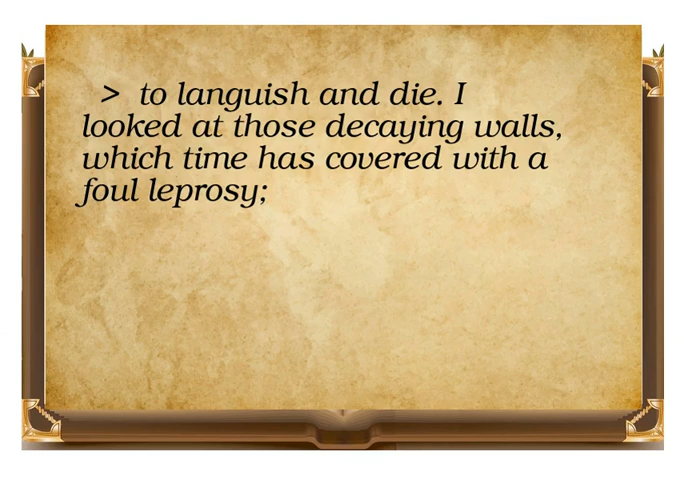 > to languish and die. I
looked at those decaying walls,
which time has covered with a
foul leprosy;